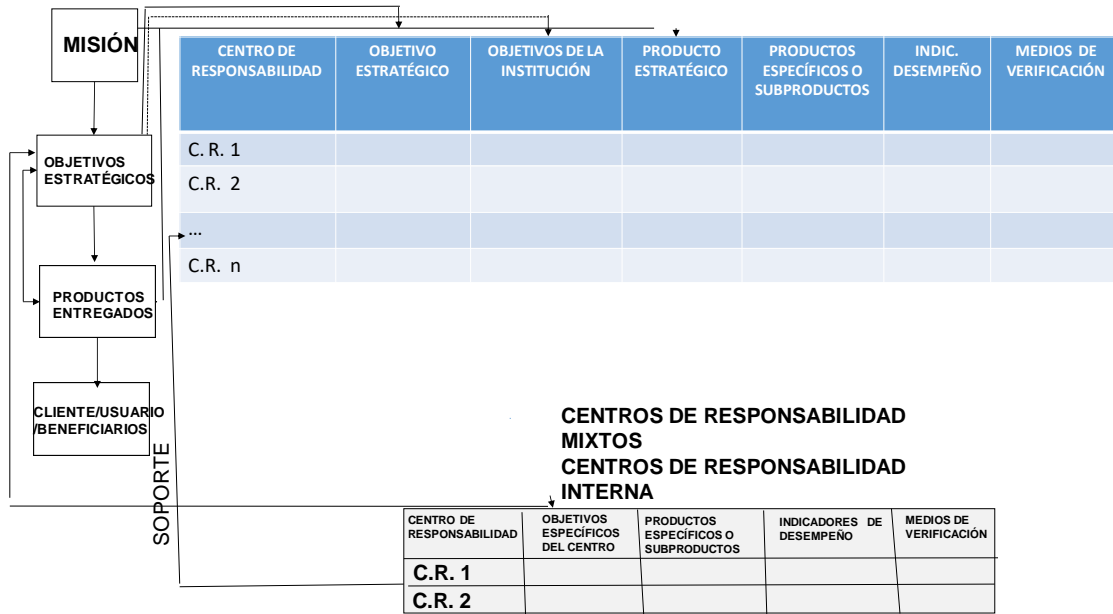 MISIÓN
CENTRO DE
RESPONSABILIDAD
OBJETIVO
ESTRATÉGICO
OBJETIVOS DE LA
INSTITUCIÓN
PRODUCTO
ESTRATÉGICO
PRODUCTOS
ESPECÍFICOS O
SUBPRODUCTOS
INDIC.
DESEMPEÑO
MEDIOS DE
VERIFICACIÓN
C. R. 1
C.R. 2
...
C.R. n
OBJETIVOS
ESTRATÉGICOS
PRODUCTOS
ENTREGADOS
CLIENTE/USUARIO
/BENEFICIARIOS
SOPORTE
CENTROS DE RESPONSABILIDAD
MIXTOS
CENTROS DE RESPONSABILIDAD
INTERNA
CENTRO DE
RESPONSABILIDAD
OBJETIVOS
ESPECÍFICOS
DEL CENTRO
PRODUCTOS
ESPECÍFICOS O
SUBPRODUCTOS
INDICADORES DE
DESEMPEÑO
MEDIOS DE
VERIFICACIÓN
C.R. 1
C.R. 2